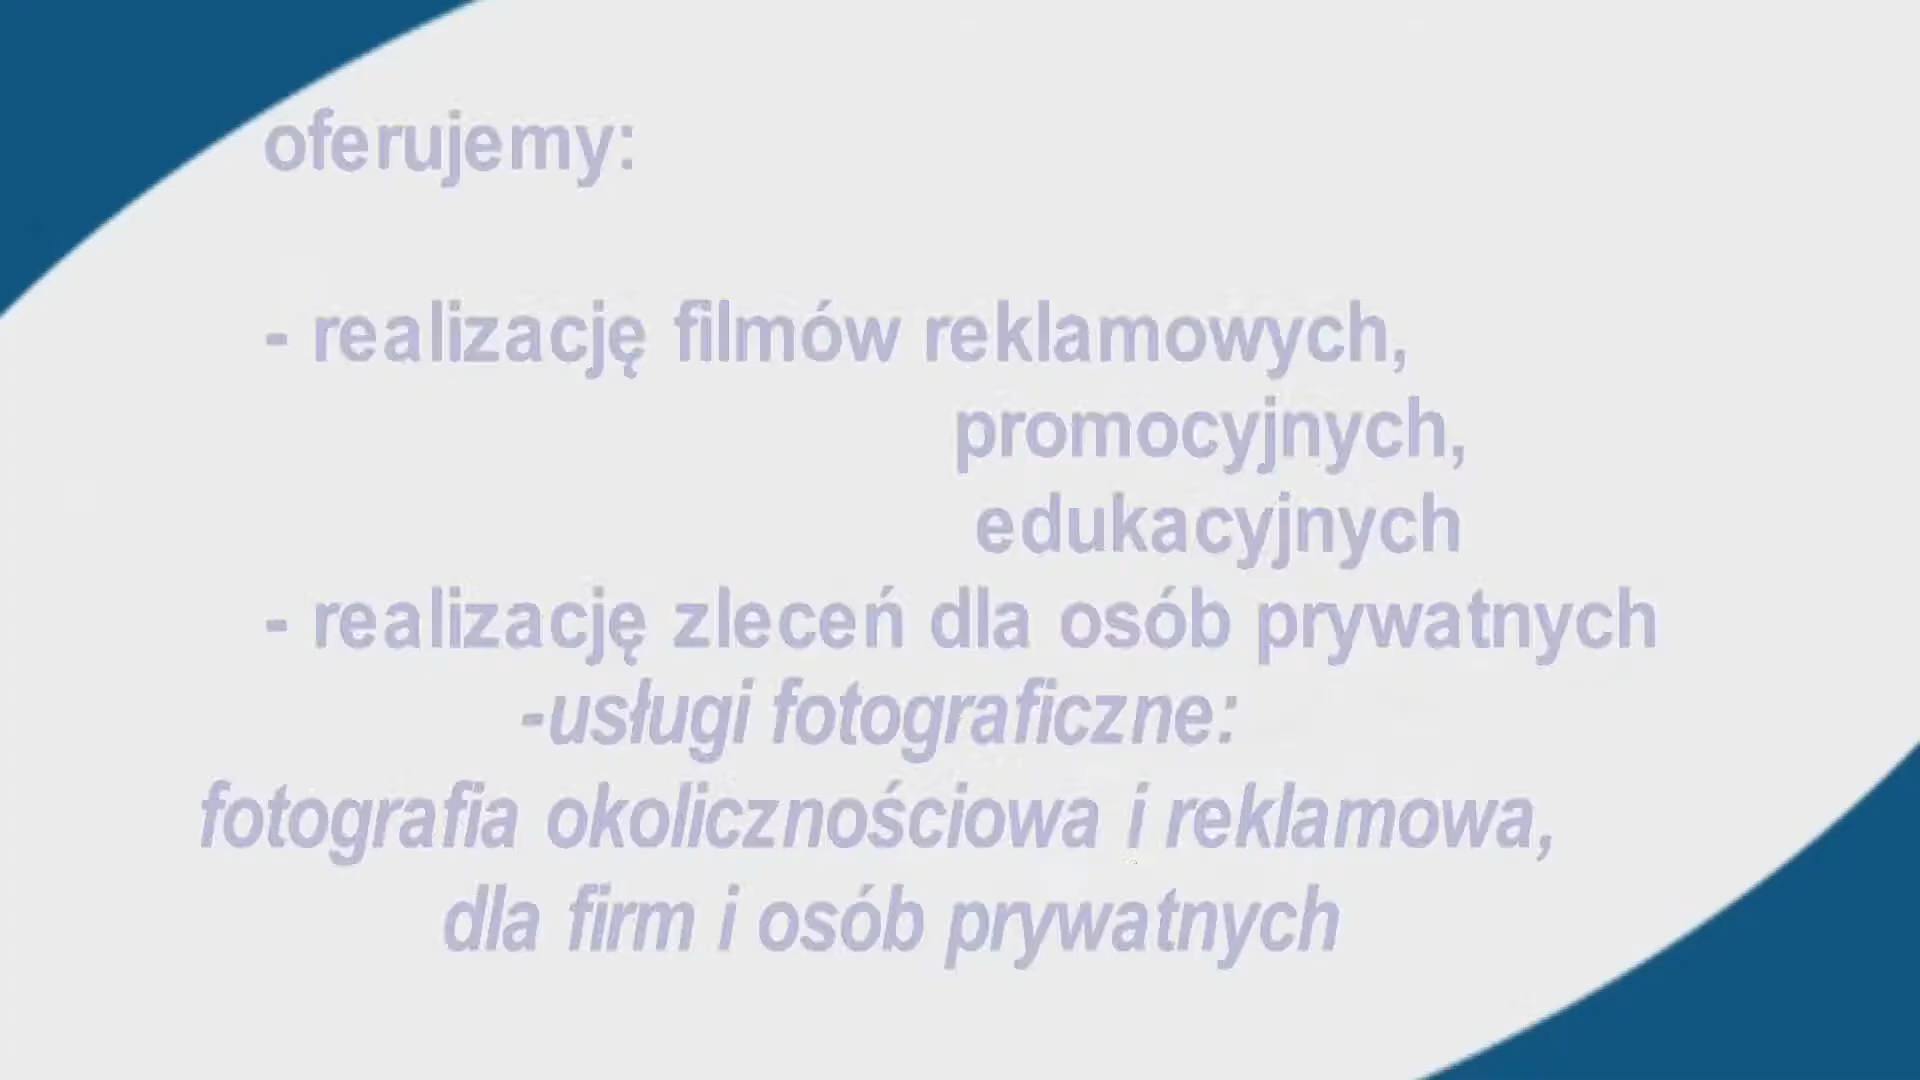 oferujemy:
- realizację filmów reklamowych,
promocyjnych,
edukacyjnych
- realizację zleceń dla osób prywatnych
-usługi fotograficzne:
fotografia okolicznościowa i reklamowa,
dla firm i osób prywatnych